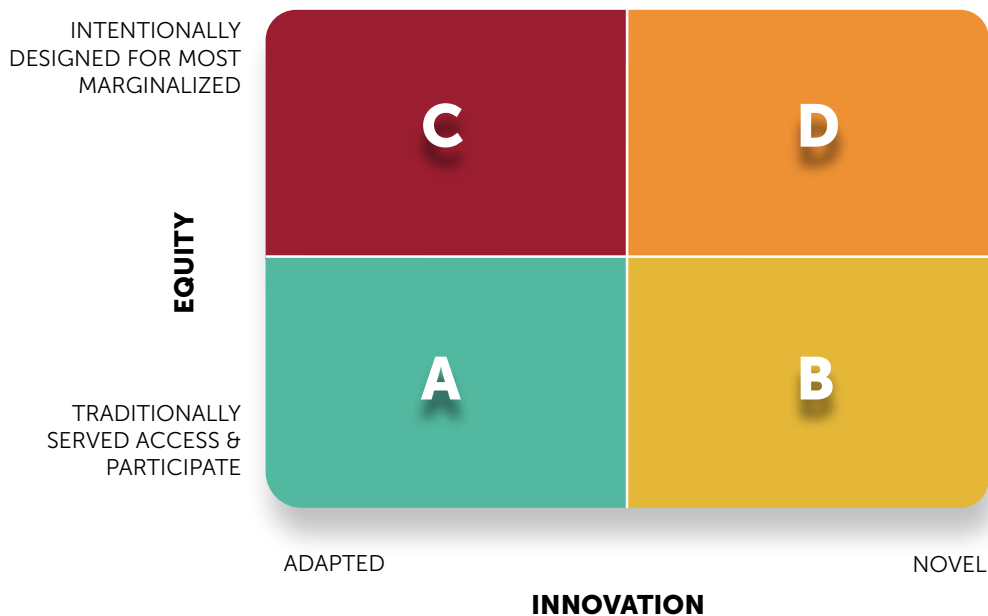 INTENTIONALLY
DESIGNED FOR MOST
MARGINALIZED
C
D
EQUITY
A
B
TRADITIONALLY
SERVED ACCESS &
PARTICIPATE
ADAPTED
NOVEL
INNOVATION